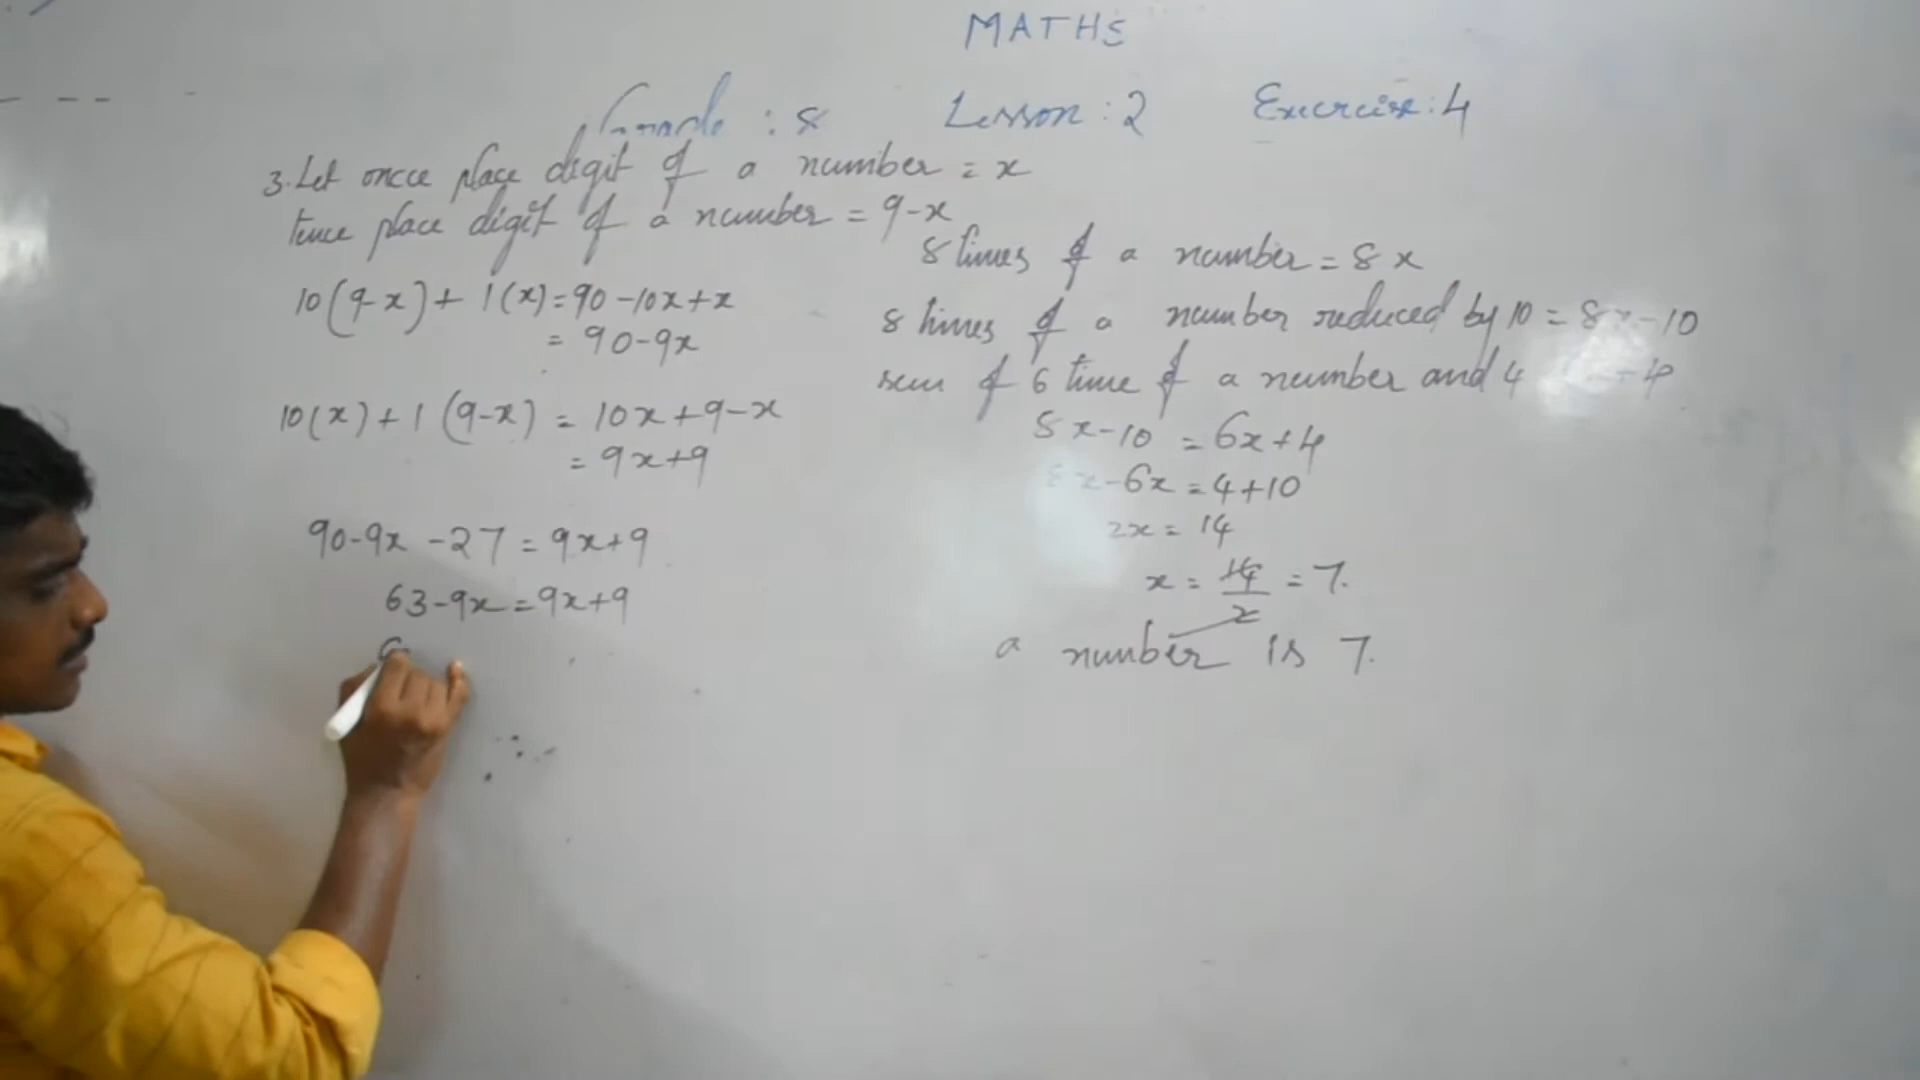 MATHS
Grade : 8 Lesson : 2 Exercise : 4
3. Let once place digit of a number = x
tence place digit of a number = 9-x
10(9-x) + 1(x) = 90-10x+x
= 90-9x
10(x) + 1(9-x) = 10x+9-x
= 9x+9
90-9x -27 = 9x+9
63-9x = 9x+9
6
8 times of a number = 8x
8 times of a number reduced by 10 = 8x-10
sum of 6 time of a number and 4 +4
8x-10 = 6x+4
8x-6x = 4+10
2x = 14
x = 14/2 = 7.
a number is 7.